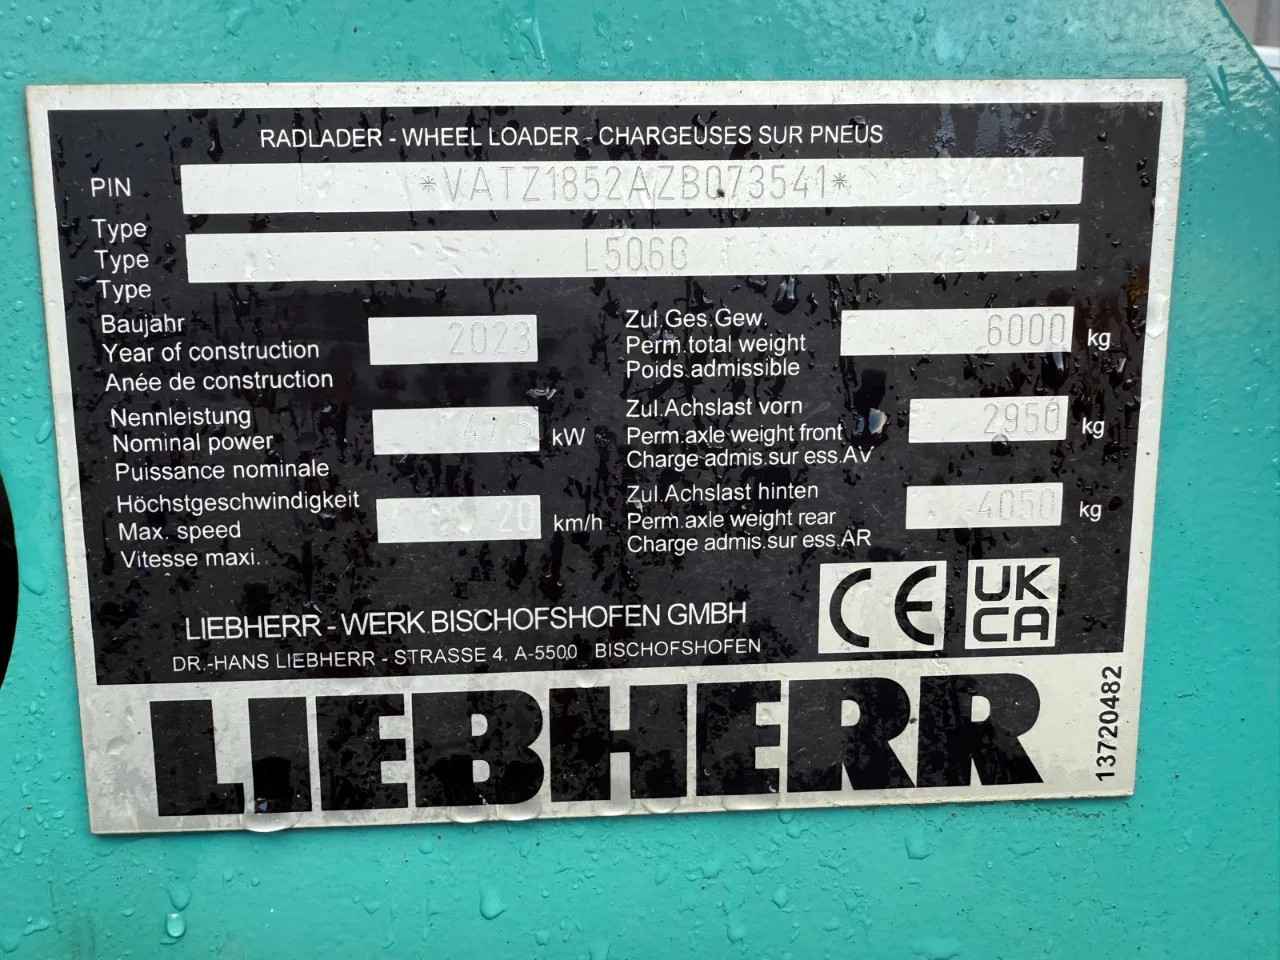 RADLADER - WHEEL LOADER - CHARGEUSES SUR PNEUS
PIN *VATZ1852AZB073541*
Type
Type L506C
Type
Baujahr
Year of construction 2023
Anée de construction
Nennleistung
Nominal power 47,5 kW
Puissance nominale
Höchstgeschwindigkeit
Max. speed 20 km/h
Vitesse maxi.
Zul.Ges.Gew.
Perm.total weight 6000 kg
Poids.admissible
Zul.Achslast vorn
Perm.axle weight front 2950 kg
Charge admis.sur ess.AV
Zul.Achslast hinten
Perm.axle weight rear 4050 kg
Charge admis.sur ess.AR
CE UK
CA
LIEBHERR - WERK BISCHOFSHOFEN GMBH
DR.-HANS LIEBHERR - STRASSE 4, A-5500 BISCHOFSHOFEN
LIEBHERR
13720482